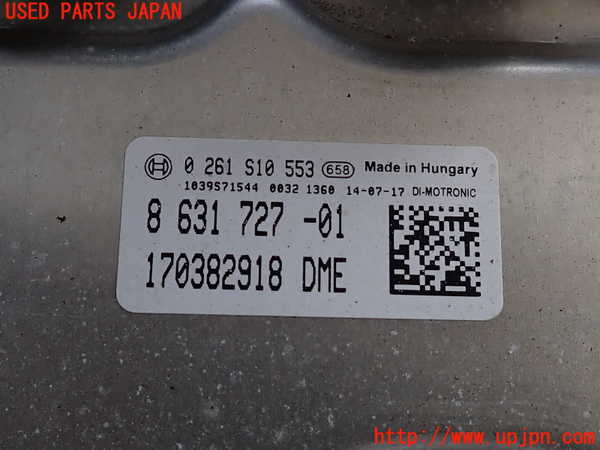 USED PARTS JAPAN
0 261 S10 553 658 Made in Hungary
1039S71544 0032 1360 14-07-17 DI-MOTRONIC
8 631 727 -01
170382918 DME
http://www.upjpn.com/